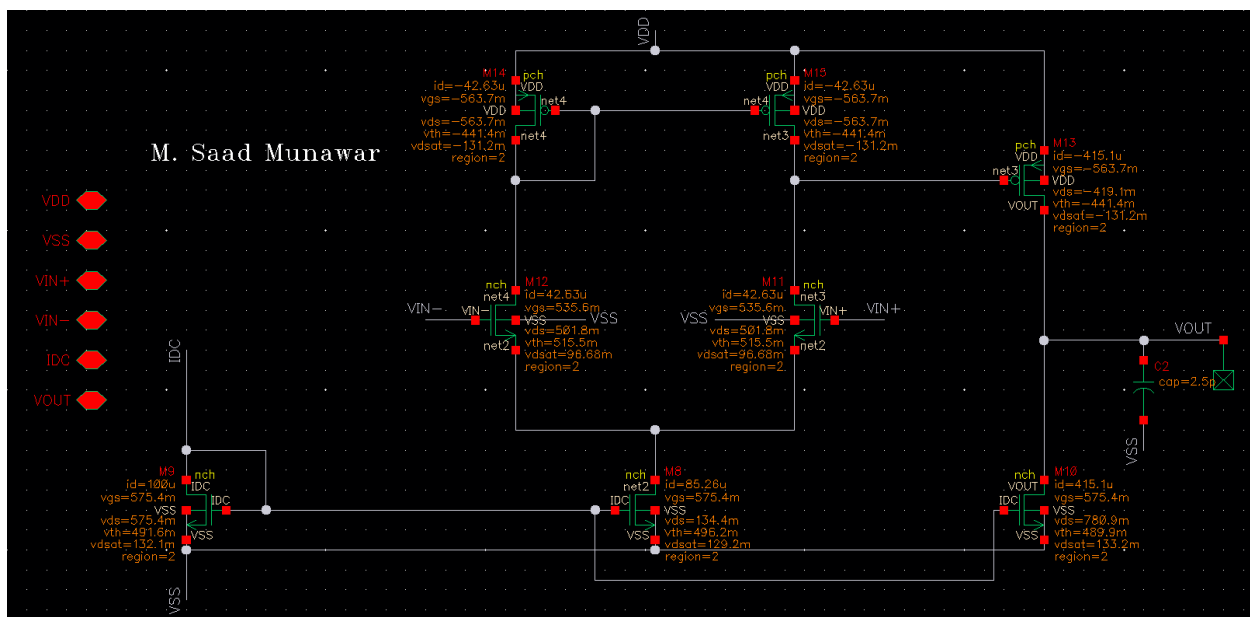 VDD
M14
pch
id=-42.63u
VDD
vgs=-563.7m
VDD
net4
vds=-563.7m
vth=-441.4m
net4
vdsat=-131.2m
region=2
pch
M15
VDD
id=-42.63u
vgs=-563.7m
net4
VDD
vds=-563.7m
net3
vth=-441.4m
vdsat=-131.2m
region=2
M. Saad Munawar
pch
M13
VDD
id=-415.1u
vgs=-563.7m
net3
VDD
vds=-419.1m
VOUT
vth=-441.4m
vdsat=-131.2m
region=2
VDD
VSS
VIN+
VIN-
IDC
VOUT
nch
M12
net4
id=42.63u
vgs=535.6m
VIN-
VIN-
VSS
VSS
vds=501.8m
net2
vth=515.5m
vdsat=96.68m
region=2
nch
M11
net3
id=42.63u
vgs=535.6m
VSS
VSS
VIN+
VIN+
vds=501.8m
net2
vth=515.5m
vdsat=96.68m
region=2
VOUT
C2
cap=2.5p
VSS
IDC
M9
nch
id=100u
IDC
vgs=575.4m
VSS
IDC
vds=575.4m
vth=491.6m
VSS
vdsat=132.1m
region=2
VSS
nch
M8
net2
id=85.26u
vgs=575.4m
IDC
VSS
vds=134.4m
vth=496.2m
VSS
vdsat=129.2m
region=2
nch
M10
VOUT
id=415.1u
vgs=575.4m
IDC
VSS
vds=780.9m
vth=489.9m
VSS
vdsat=133.2m
region=2